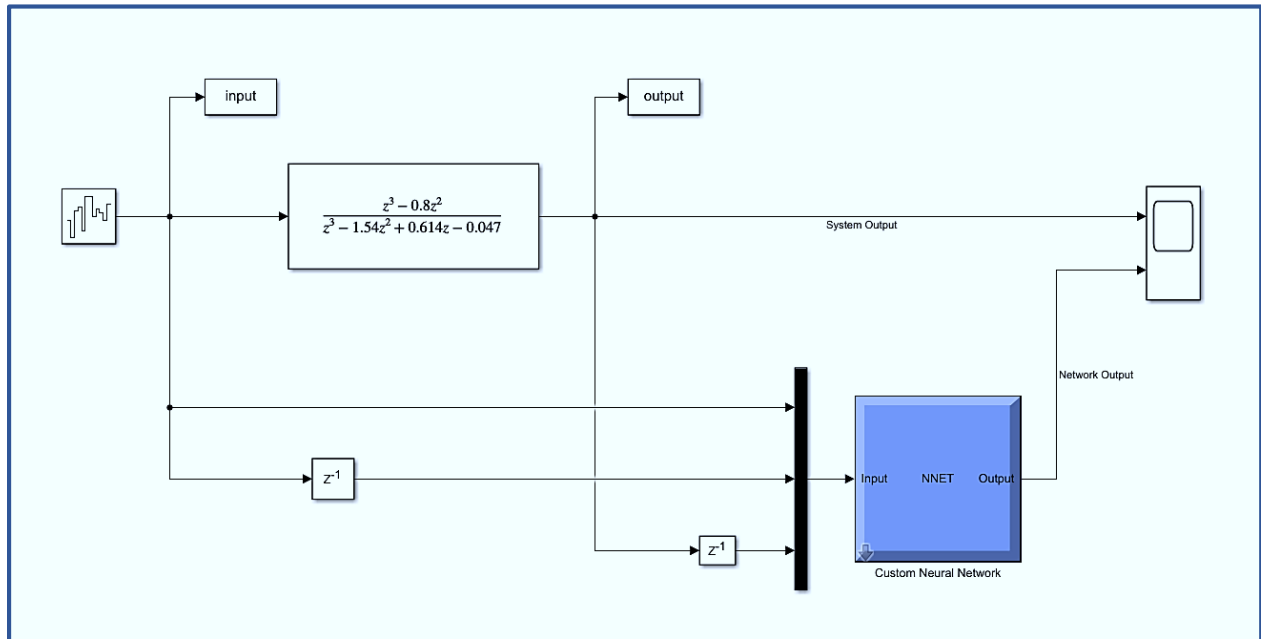 input
output
z³ − 0.8z²
z³ − 1.54z² + 0.614z − 0.047
System Output
Network Output
z⁻¹
Input NNET Output
z⁻¹
Custom Neural Network